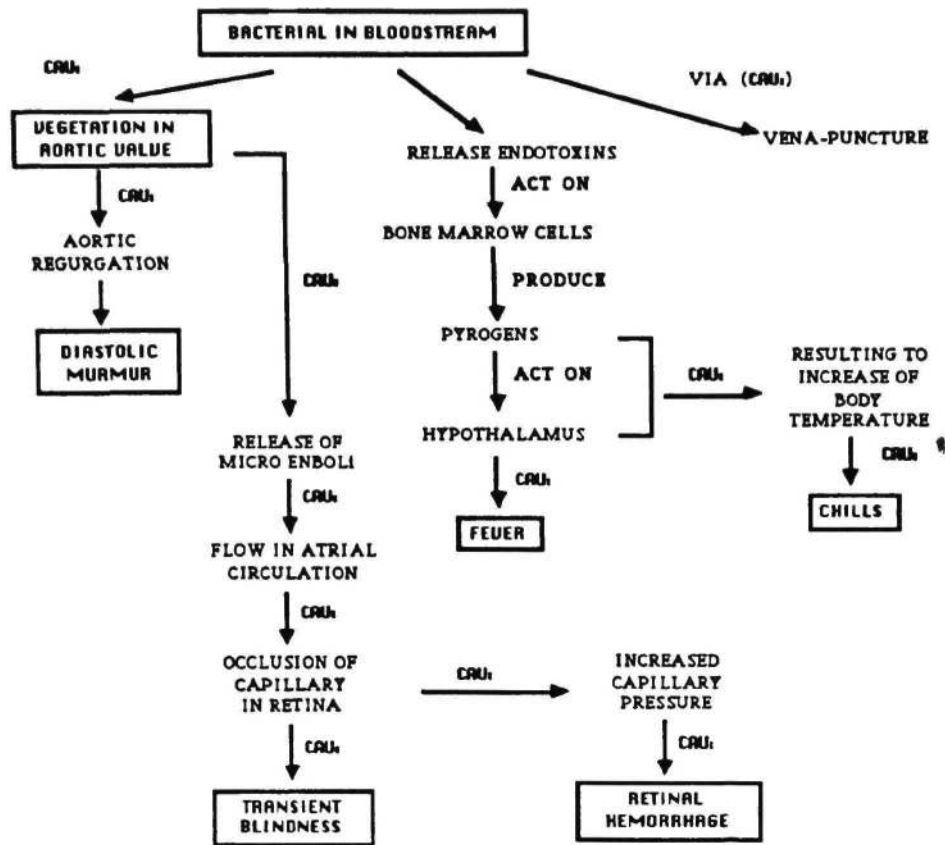 BACTERIAL IN BLOODSTREAM
CAU:
VIA (CAU:)
VEGETATION IN
AORTIC VALVE
VENA-PUNCTURE
RELEASE ENDOTOXINS
CAU:
ACT ON
BONE MARROW CELLS
AORTIC
REGURGATION
CAU:
PRODUCE
PYROGENS
DIASTOLIC
MURMUR
ACT ON
CAU:
RESULTING TO
INCREASE OF
BODY
TEMPERATURE
HYPOTHALAMUS
RELEASE OF
MICRO ENBOLI
CAU:
CAU:
CAU:
FEVER
CHILLS
FLOW IN ATRIAL
CIRCULATION
CAU:
OCCLUSION OF
CAPILLARY
IN RETINA
CAU:
INCREASED
CAPILLARY
PRESSURE
CAU:
CAU:
TRANSIENT
BLINDNESS
RETINAL
HEMORRHAGE